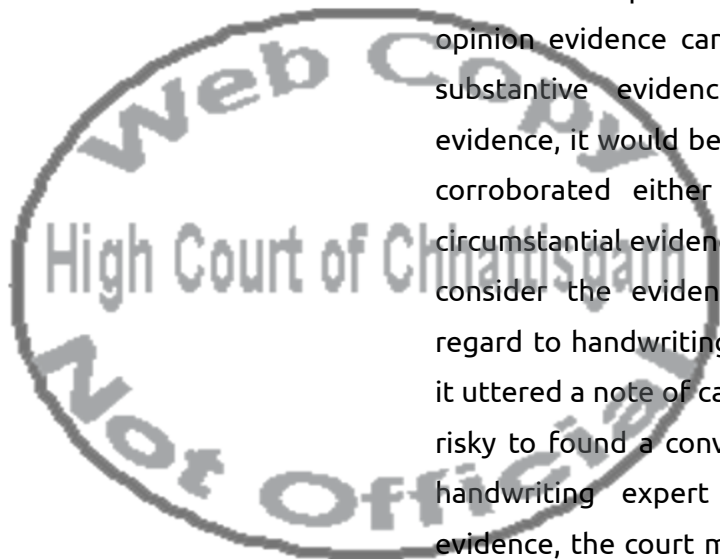 Web Copy
opinion evidence can
substantive evidenc
evidence, it would be
corroborated either
circumstantial eviden
High Court of Chhattisgarh
consider the eviden
regard to handwriting
it uttered a note of ca
risky to found a conv
handwriting expert
evidence, the court m
Not Official